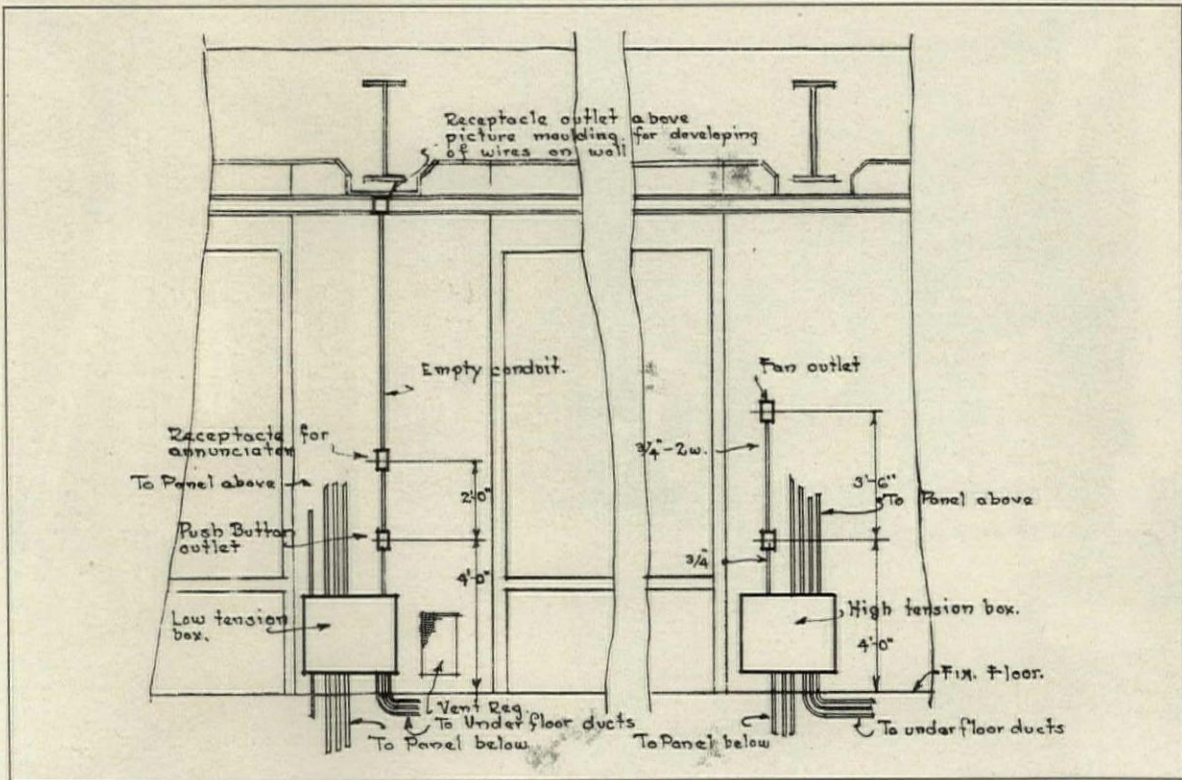 Receptacle outlet above
picture moulding for developing
of wires on wall
Empty conduit.
Fan outlet
Receptacle for
annunciator
3/4"-2w.
To Panel above
2'-0"
3'-6"
To Panel above
Push Button
outlet
3/4"
4'-0"
Low tension
box.
High tension box.
4'-0"
Fin. Floor.
Vent Reg.
To Under floor ducts
To Panel below
To Panel below
To under floor ducts